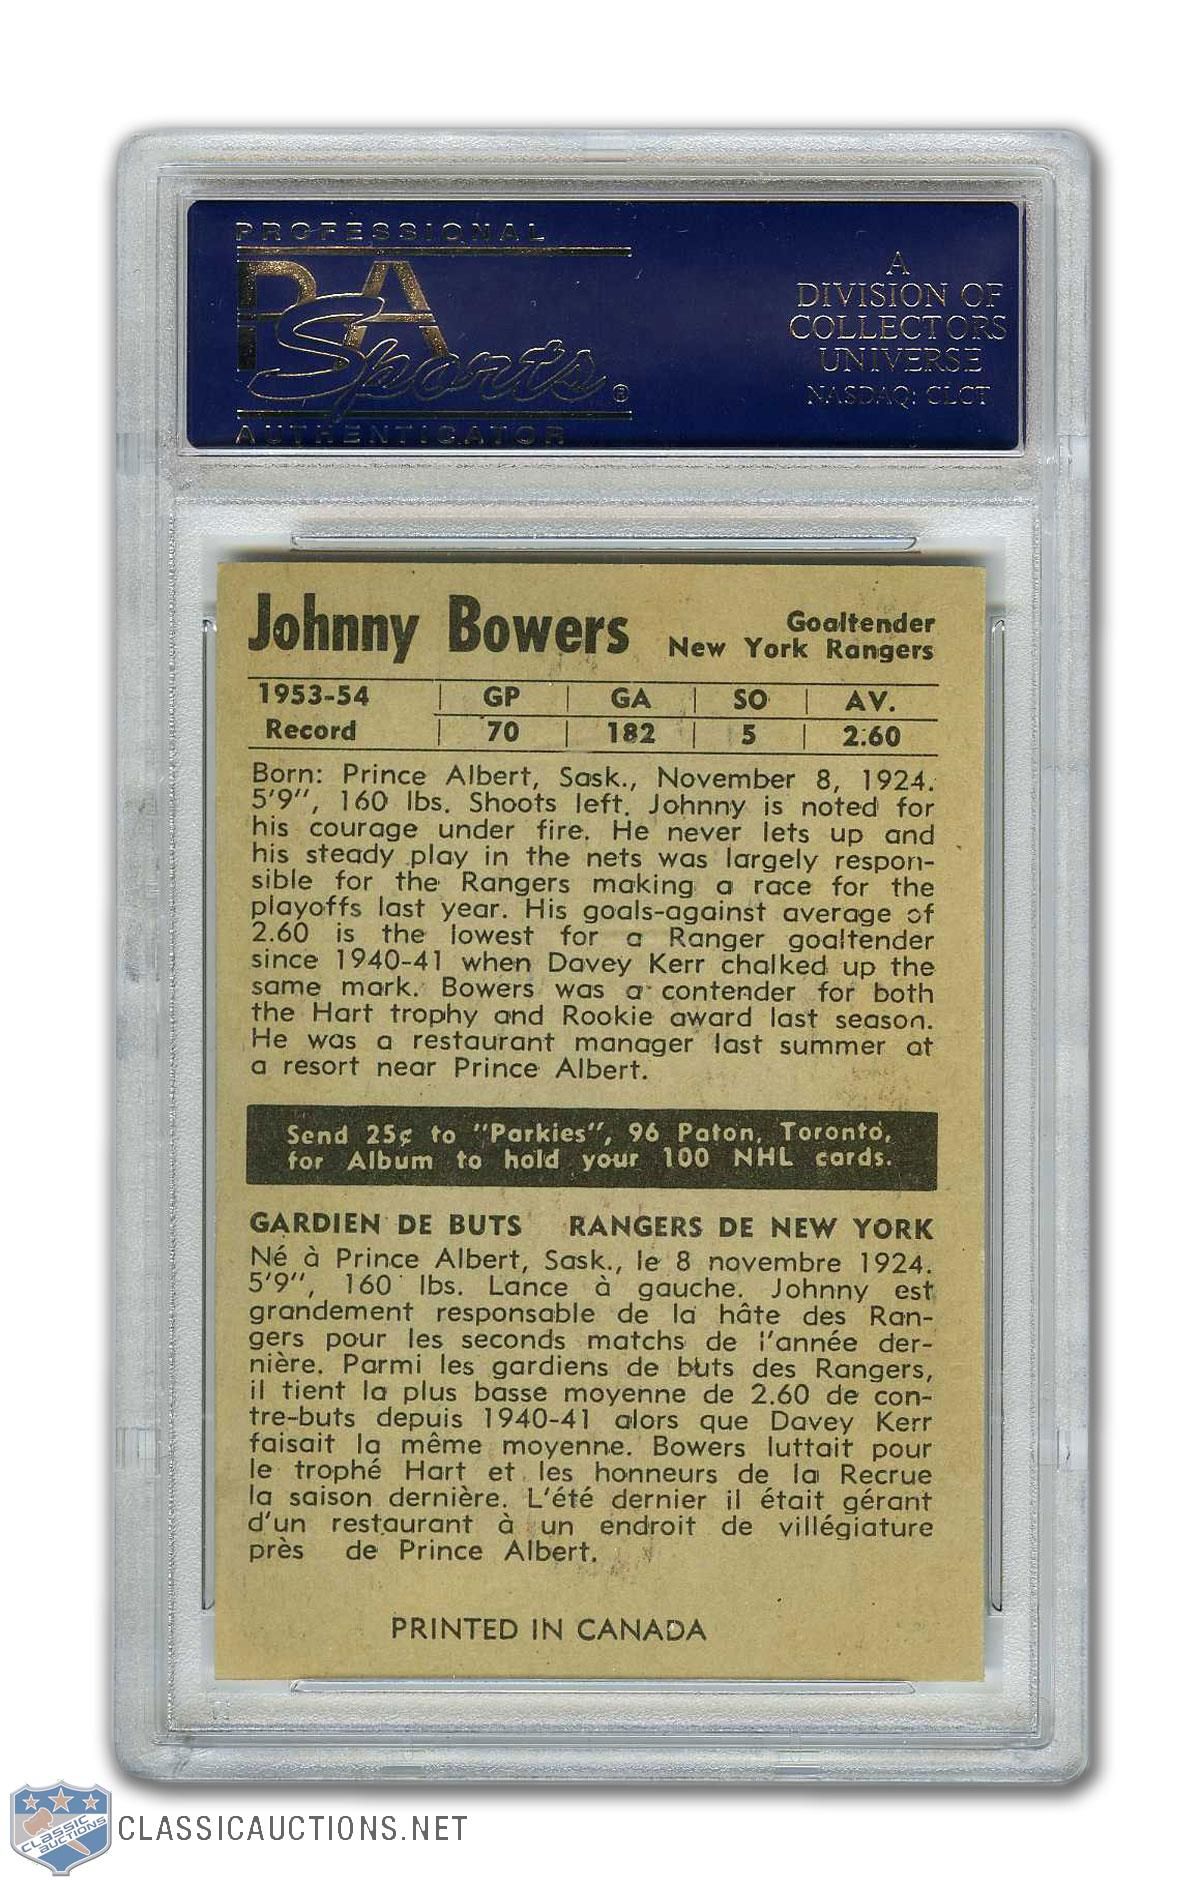 PROFESSIONAL
PSA
Sports®
AUTHENTICATOR
A
DIVISION OF
COLLECTORS
UNIVERSE
NASDAQ: CLCT
Johnny Bowers
Goaltender
New York Rangers
1953-54 | GP | GA | SO | AV.
Record | 70 | 182 | 5 | 2.60
Born: Prince Albert, Sask., November 8, 1924.
5'9", 160 lbs. Shoots left. Johnny is noted for
his courage under fire. He never lets up and
his steady play in the nets was largely respon-
sible for the Rangers making a race for the
playoffs last year. His goals-against average of
2.60 is the lowest for a Ranger goaltender
since 1940-41 when Davey Kerr chalked up the
same mark. Bowers was a contender for both
the Hart trophy and Rookie award last season.
He was a restaurant manager last summer at
a resort near Prince Albert.
Send 25¢ to "Parkies", 96 Paton, Toronto,
for Album to hold your 100 NHL cards.
GARDIEN DE BUTS RANGERS DE NEW YORK
Né à Prince Albert, Sask., le 8 novembre 1924.
5'9", 160 lbs. Lance à gauche. Johnny est
grandement responsable de la hâte des Ran-
gers pour les seconds matchs de l'année der-
nière. Parmi les gardiens de buts des Rangers,
il tient la plus basse moyenne de 2.60 de con-
tre-buts depuis 1940-41 alors que Davey Kerr
faisait la même moyenne. Bowers luttait pour
le trophé Hart et les honneurs de la Recrue
la saison dernière. L'été dernier il était gérant
d'un restaurant à un endroit de villégiature
près de Prince Albert.
PRINTED IN CANADA
CLASSIC
AUCTIONS
CLASSICAUCTIONS.NET